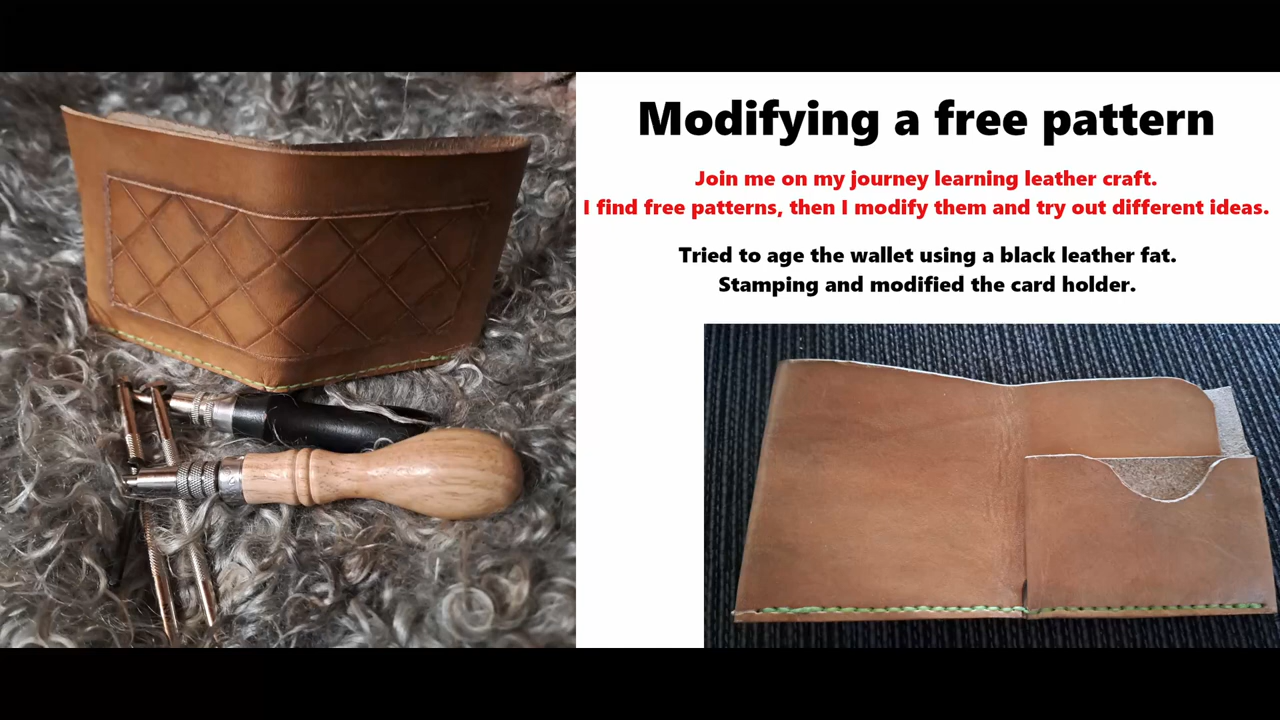 Modifying a free pattern
Join me on my journey learning leather craft.
I find free patterns, then I modify them and try out different ideas.
Tried to age the wallet using a black leather fat.
Stamping and modified the card holder.